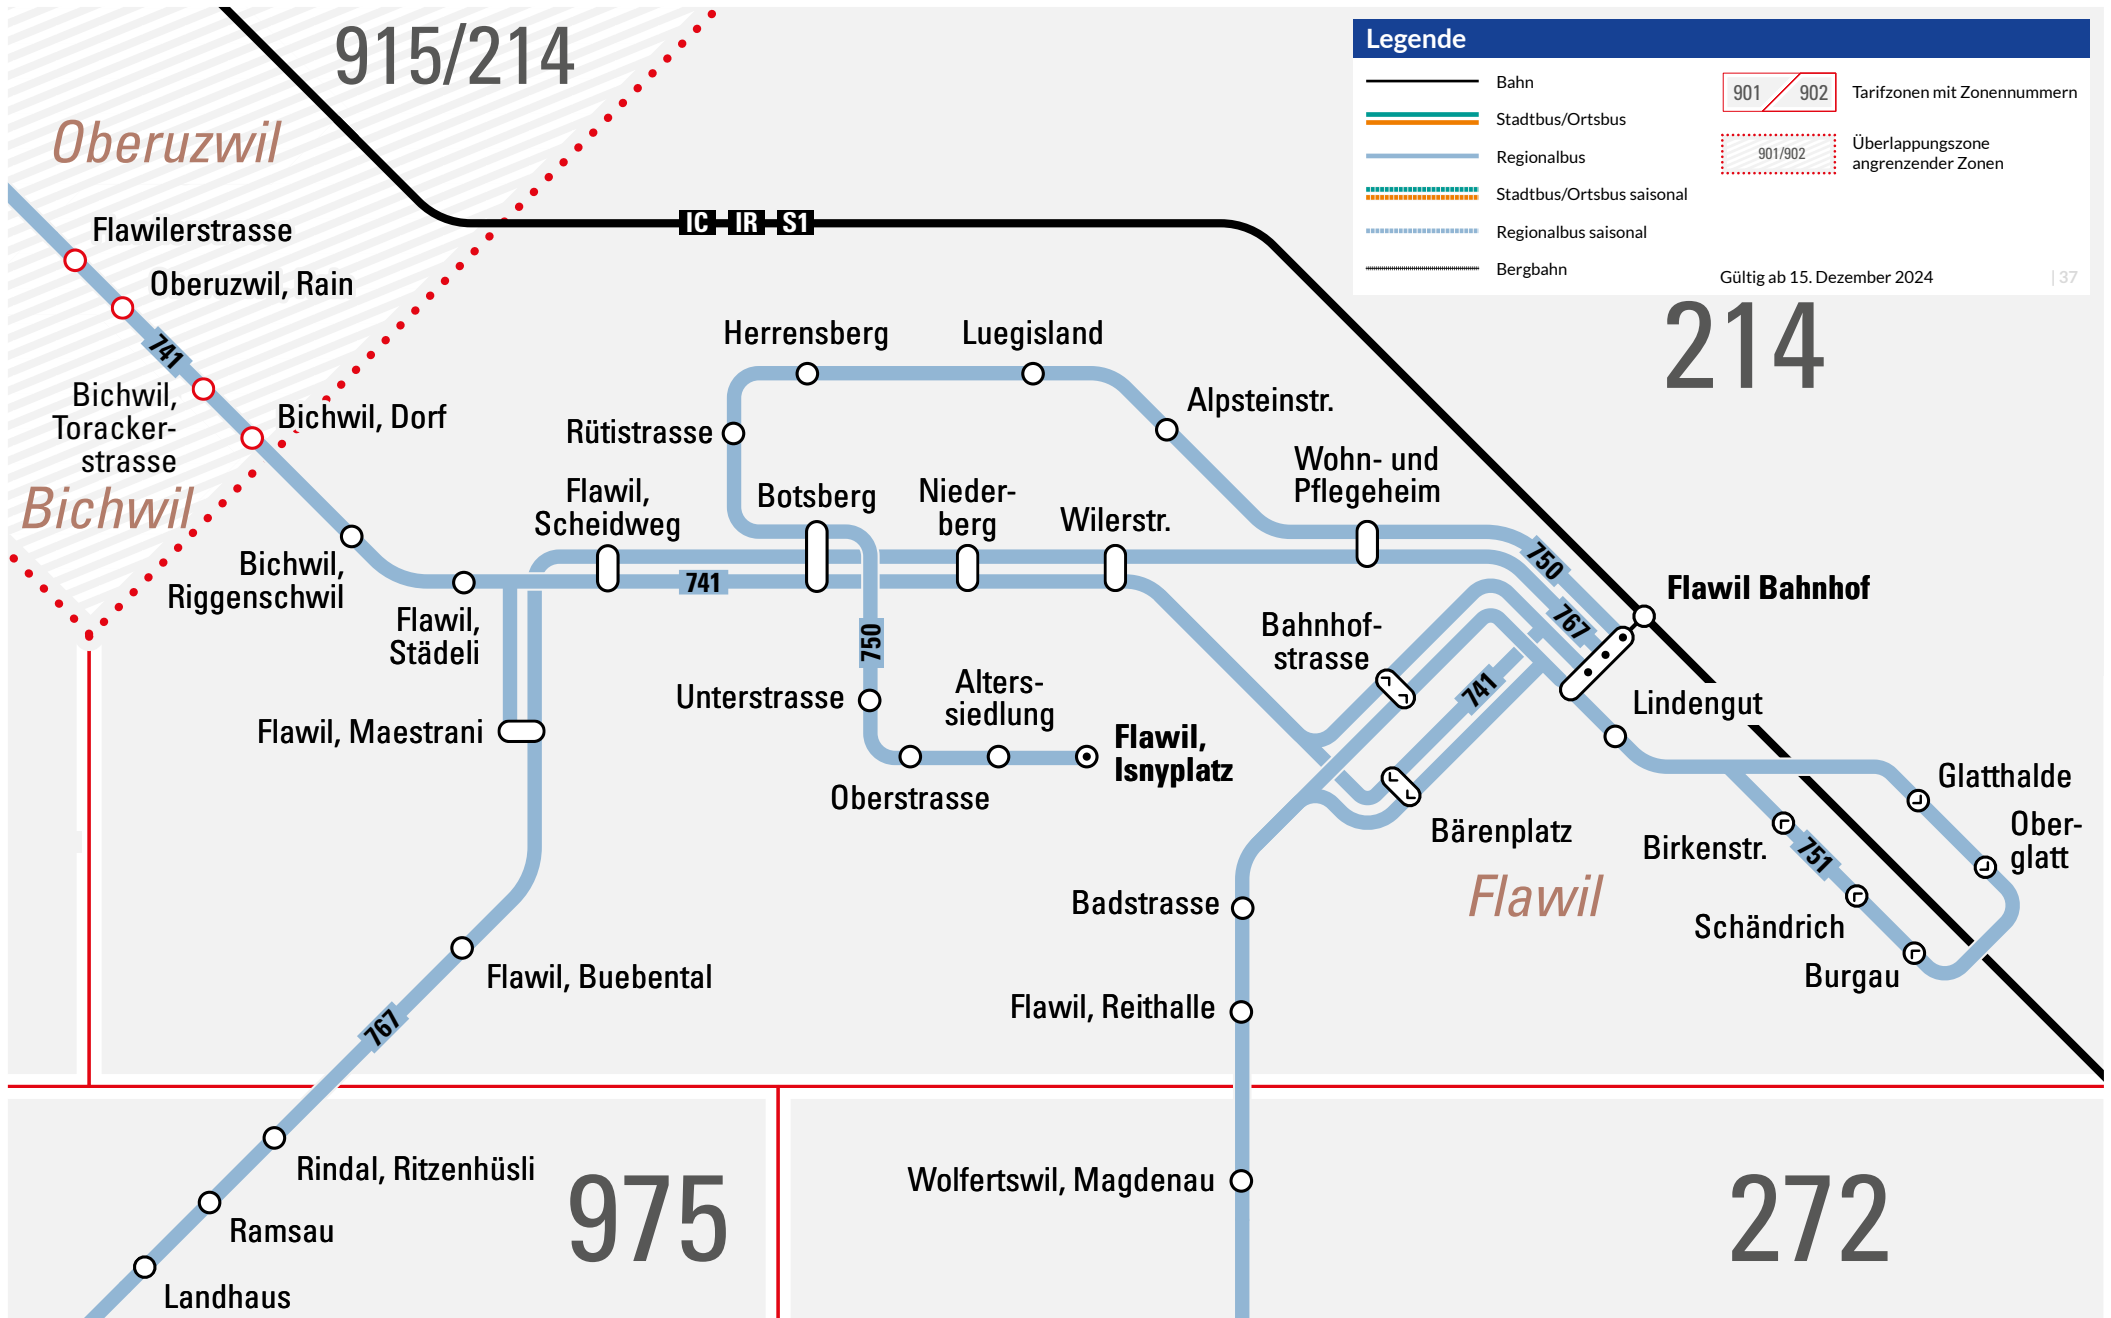 915/214
Oberuzwil
Flawilerstrasse
Oberuzwil, Rain
741
Bichwil,
Toracker-
strasse
Bichwil, Dorf
Bichwil
Bichwil,
Riggenschwil
Flawil,
Städeli
IC IR S1
Legende
Bahn
Stadtbus/Ortsbus
Regionalbus
Stadtbus/Ortsbus saisonal
Regionalbus saisonal
Bergbahn
901 902
Tarifzonen mit Zonennummern
901/902
Überlappungszone
angrenzender Zonen
Gültig ab 15. Dezember 2024
| 37
214
Herrensberg
Luegisland
Alpsteinstr.
Rütistrasse
Flawil,
Scheidweg
Botsberg
Nieder-
berg
Wilerstr.
Wohn- und
Pflegeheim
750
767
741
Flawil Bahnhof
750
Bahnhof-
strasse
741
Lindengut
Unterstrasse
Alters-
siedlung
Flawil,
Isnyplatz
Oberstrasse
Flawil, Maestrani
Bärenplatz
Glatthalde
Ober-
glatt
Birkenstr.
751
Schändrich
Burgau
Flawil
Badstrasse
Flawil, Reithalle
Flawil, Buebental
767
Rindal, Ritzenhüsli
Ramsau
Landhaus
975
Wolfertswil, Magdenau
272